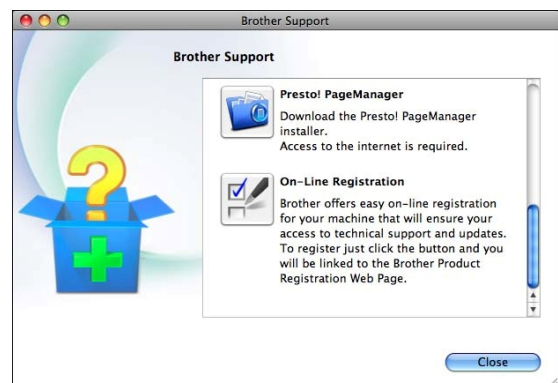 Brother Support
Brother Support
Presto! PageManager
Download the Presto! PageManager
installer.
Access to the internet is required.
On-Line Registration
Brother offers easy on-line registration
for your machine that will ensure your
access to technical support and updates.
To register just click the button and you
will be linked to the Brother Product
Registration Web Page.
Close